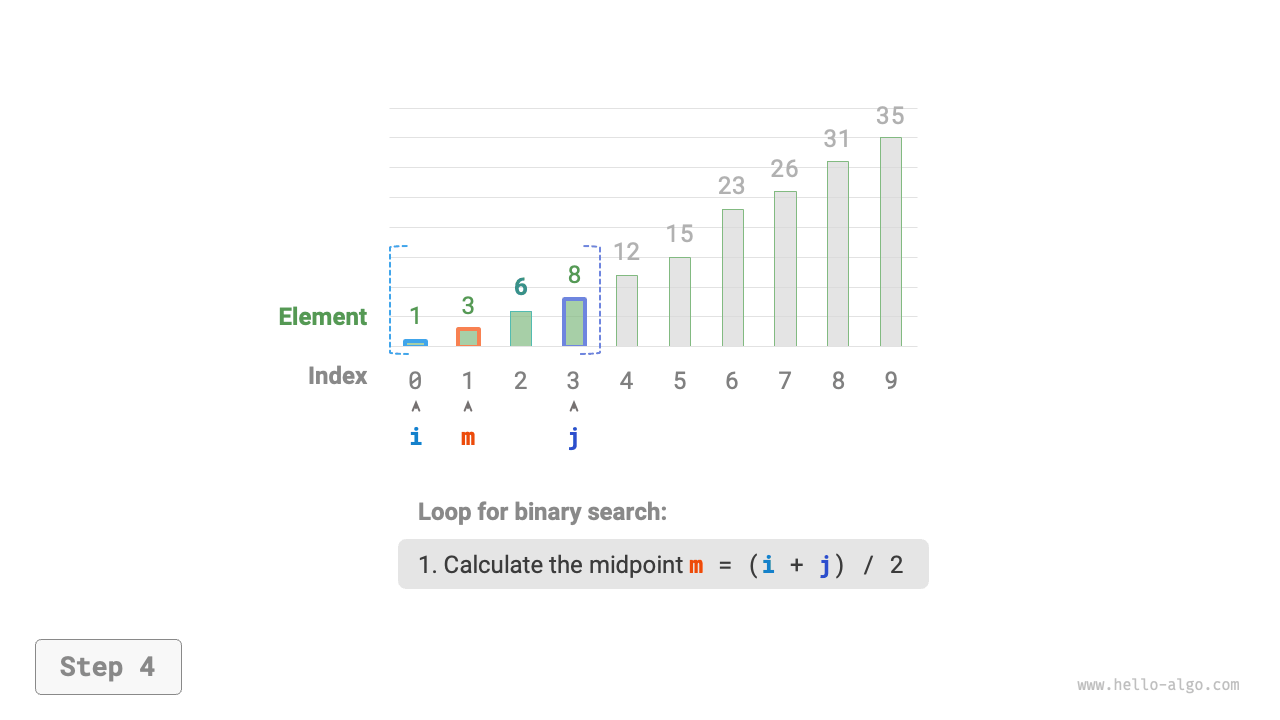 35
31
26
23
15
12
8
6
3
Element 1
Index 0 1 2 3 4 5 6 7 8 9
i m j
Loop for binary search:
1. Calculate the midpoint m = (i + j) / 2
Step 4
www.hello-algo.com